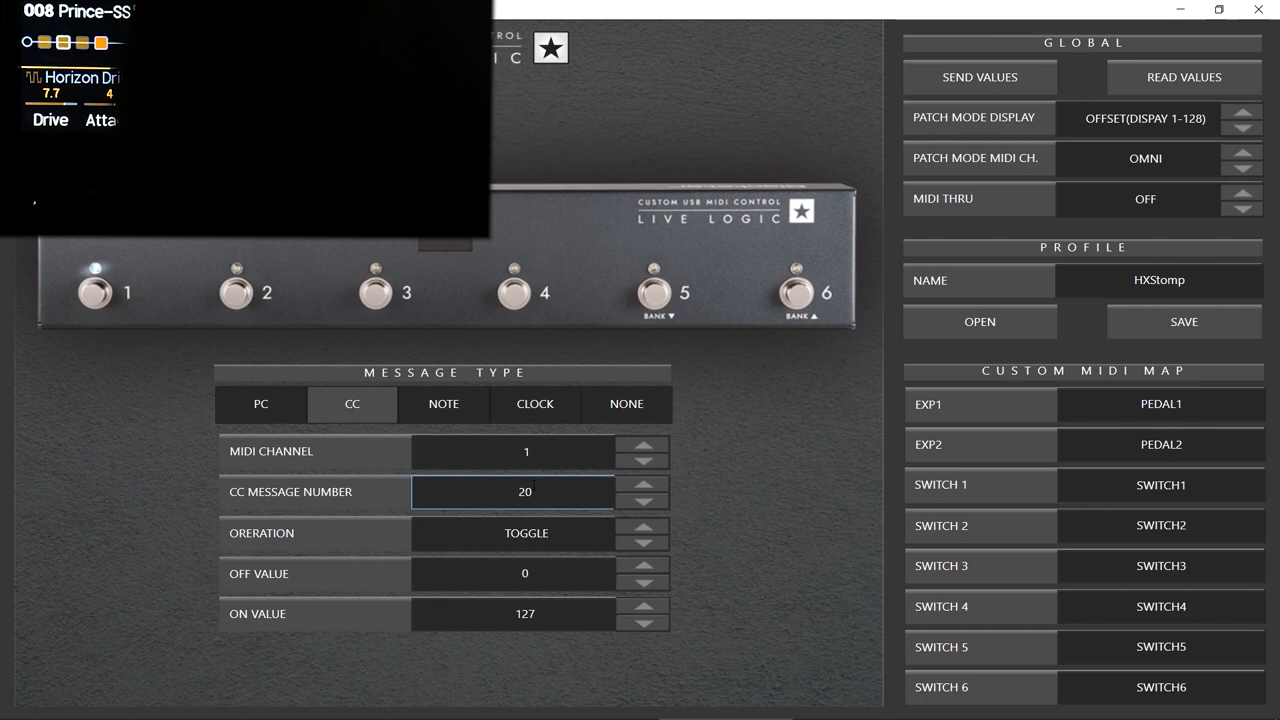 008 Prince-SS
Horizon Dri
7.7 4
Drive Atta
CUSTOM USB MIDI CONTROL
LIVE LOGIC
1
2
3
4
5
6
BANK ▼
BANK ▲
MESSAGE TYPE
PC
CC
NOTE
CLOCK
NONE
MIDI CHANNEL 1
CC MESSAGE NUMBER 20
ORERATION TOGGLE
OFF VALUE 0
ON VALUE 127
GLOBAL
SEND VALUES
READ VALUES
PATCH MODE DISPLAY OFFSET(DISPAY 1-128)
PATCH MODE MIDI CH. OMNI
MIDI THRU OFF
PROFILE
NAME HXStomp
OPEN
SAVE
CUSTOM MIDI MAP
EXP1 PEDAL1
EXP2 PEDAL2
SWITCH 1 SWITCH1
SWITCH 2 SWITCH2
SWITCH 3 SWITCH3
SWITCH 4 SWITCH4
SWITCH 5 SWITCH5
SWITCH 6 SWITCH6